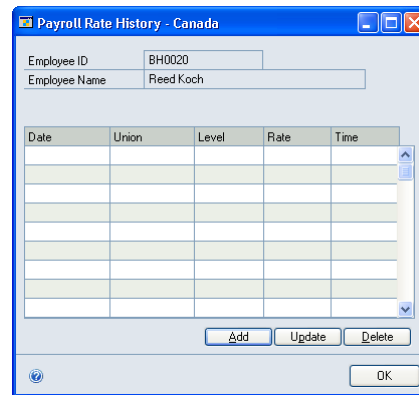 Payroll Rate History - Canada
Employee ID BH0020
Employee Name Reed Koch
Date Union Level Rate Time
Add Update Delete
OK